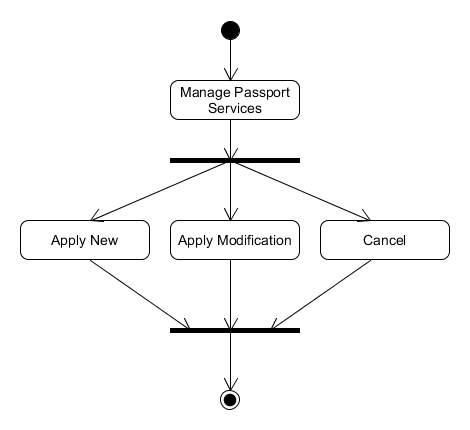 Manage Passport
Services
Apply New
Apply Modification
Cancel